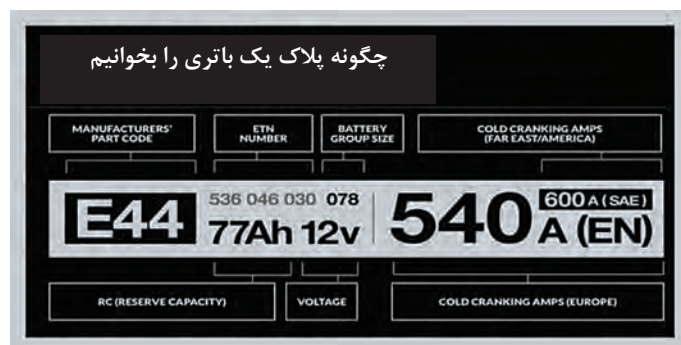 چگونه پلاک یک باتری را بخوانیم
MANUFACTURERS'
PART CODE
ETN
NUMBER
BATTERY
GROUP SIZE
COLD CRANKING AMPS
(FAR EAST/AMERICA)
E44
536 046 030 078
77Ah 12v
540
600 A (SAE)
A (EN)
RC (RESERVE CAPACITY)
VOLTAGE
COLD CRANKING AMPS (EUROPE)